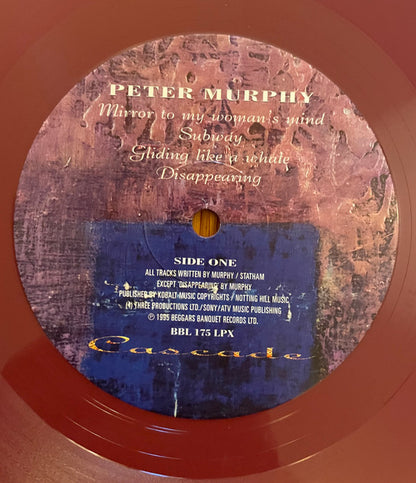 PETER MURPHY
Mirror to my woman's mind
Subway
Gliding like a whale
Disappearing
SIDE ONE
ALL TRACKS WRITTEN BY MURPHY / STATHAM
EXCEPT 'DISAPPEARING' BY MURPHY.
PUBLISHED BY KOBALT MUSIC COPYRIGHTS / NOTTING HILL MUSIC
(4) THREE PRODUCTIONS LTD./SONY/ATV MUSIC PUBLISHING
℗ © 1995 BEGGARS BANQUET RECORDS LTD.
BBL 175 LPX
Cascade